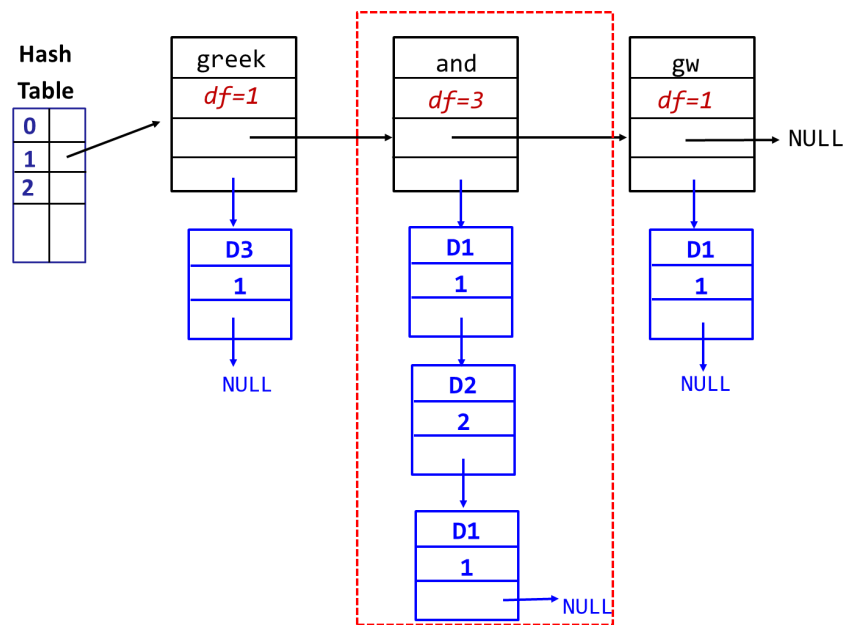 Hash
Table
0
1
2
greek
df=1
and
df=3
gw
df=1
NULL
D3
1
NULL
D1
1
D2
2
D1
1
NULL
D1
1
NULL